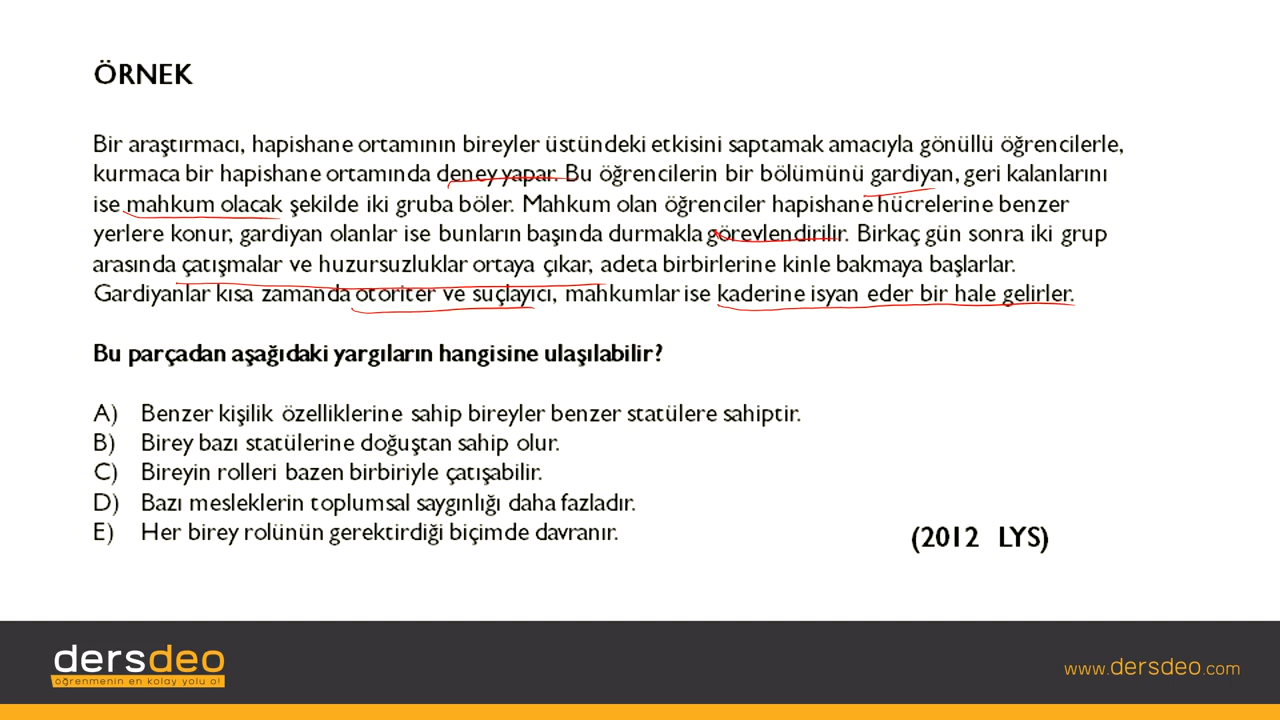 ÖRNEK
Bir araştırmacı, hapishane ortamının bireyler üstündeki etkisini saptamak amacıyla gönüllü öğrencilerle,
kurmaca bir hapishane ortamında deney yapar. Bu öğrencilerin bir bölümünü gardiyan, geri kalanlarını
ise mahkum olacak şekilde iki gruba böler. Mahkum olan öğrenciler hapishane hücrelerine benzer
yerlere konur, gardiyan olanlar ise bunların başında durmakla görevlendirilir. Birkaç gün sonra iki grup
arasında çatışmalar ve huzursuzluklar ortaya çıkar, adeta birbirlerine kinle bakmaya başlarlar.
Gardiyanlar kısa zamanda otoriter ve suçlayıcı, mahkumlar ise kaderine isyan eder bir hale gelirler.
Bu parçadan aşağıdaki yargıların hangisine ulaşılabilir?
A) Benzer kişilik özelliklerine sahip bireyler benzer statülere sahiptir.
B) Birey bazı statülerine doğuştan sahip olur.
C) Bireyin rolleri bazen birbiriyle çatışabilir.
D) Bazı mesleklerin toplumsal saygınlığı daha fazladır.
E) Her birey rolünün gerektirdiği biçimde davranır.
(2012 LYS)
dersdeo
öğrenmenin en kolay yolu o!
www.dersdeo.com